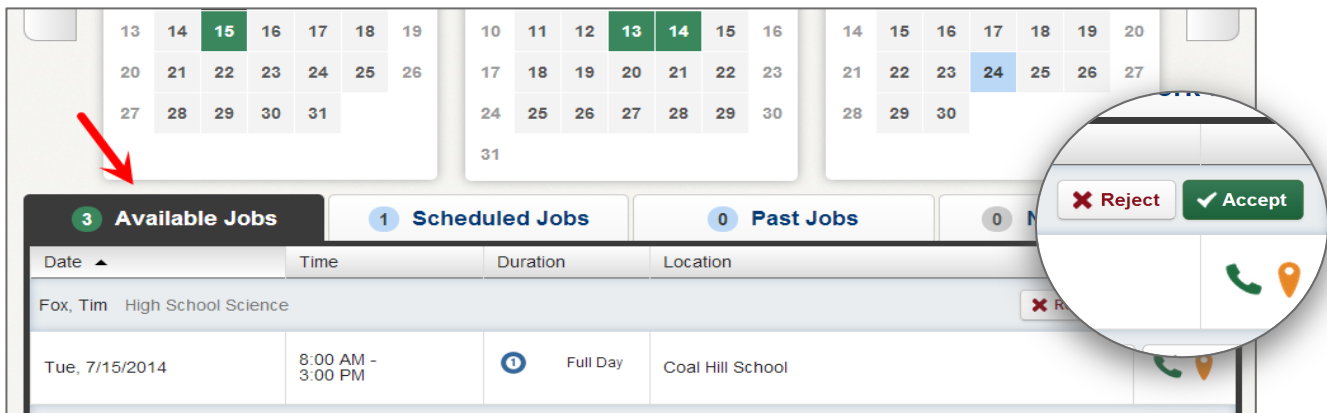 13 14 15 16 17 18 19
10 11 12 13 14 15 16
14 15 16 17 18 19 20
20 21 22 23 24 25 26
17 18 19 20 21 22 23
21 22 23 24 25 26 27
27 28 29 30 31
24 25 26 27 28 29 30
28 29 30
31
Reject Accept
3 Available Jobs 1 Scheduled Jobs 0 Past Jobs 0
Date Time Duration Location
Fox, Tim High School Science
Tue, 7/15/2014 8:00 AM - 1 Full Day Coal Hill School
3:00 PM